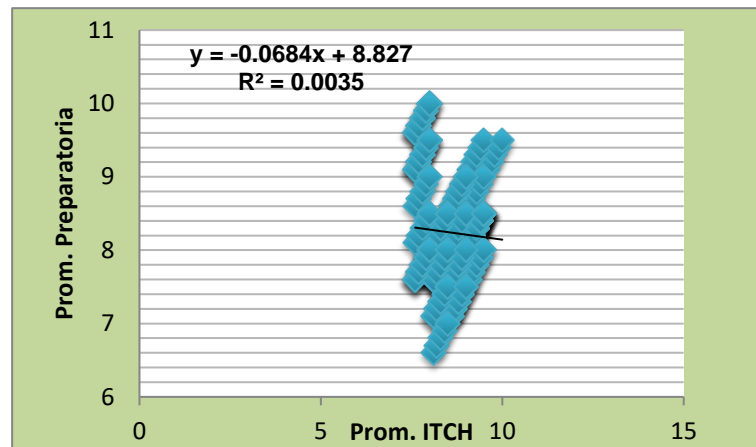 y = -0.0684x + 8.827
R² = 0.0035
Prom. Preparatoria
11
10
9
8
7
6
0
5
10
15
Prom. ITCH